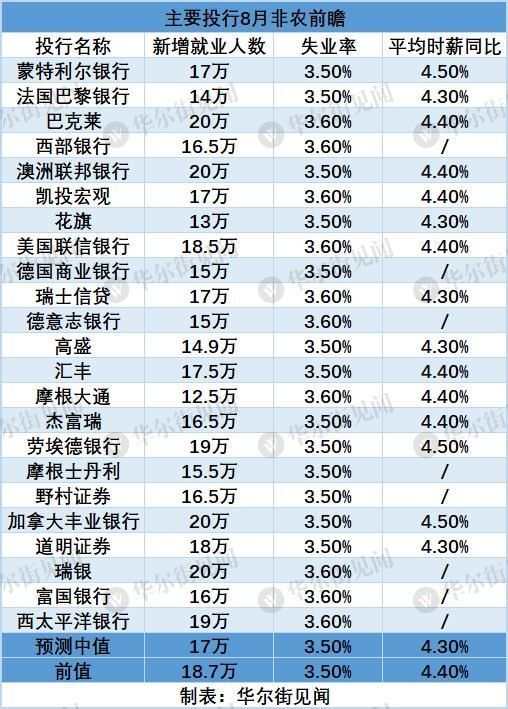 主要投行8月非农前瞻
投行名称 新增就业人数 失业率 平均时薪同比
蒙特利尔银行 17万 3.50% 4.50%
法国巴黎银行 14万 3.50% 4.30%
巴克莱 20万 3.60% 4.40%
西部银行 16.5万 3.60% /
澳洲联邦银行 20万 3.50% 4.40%
凯投宏观 17万 3.60% 4.40%
花旗 13万 3.50% 4.30%
美国联信银行 18.5万 3.60% 4.40%
德国商业银行 15万 3.50% /
瑞士信贷 17万 3.60% 4.30%
德意志银行 15万 3.60% /
高盛 14.9万 3.50% 4.30%
汇丰 17.5万 3.50% 4.40%
摩根大通 12.5万 3.60% 4.40%
杰富瑞 16.5万 3.50% 4.40%
劳埃德银行 19万 3.50% 4.50%
摩根士丹利 15.5万 3.50% /
野村证券 16.5万 3.50% /
加拿大丰业银行 20万 3.50% 4.50%
道明证券 18万 3.50% 4.30%
瑞银 20万 3.60% /
富国银行 16万 3.50% /
西太平洋银行 19万 3.60% /
预测中值 17万 3.50% 4.30%
前值 18.7万 3.50% 4.40%
制表：华尔街见闻